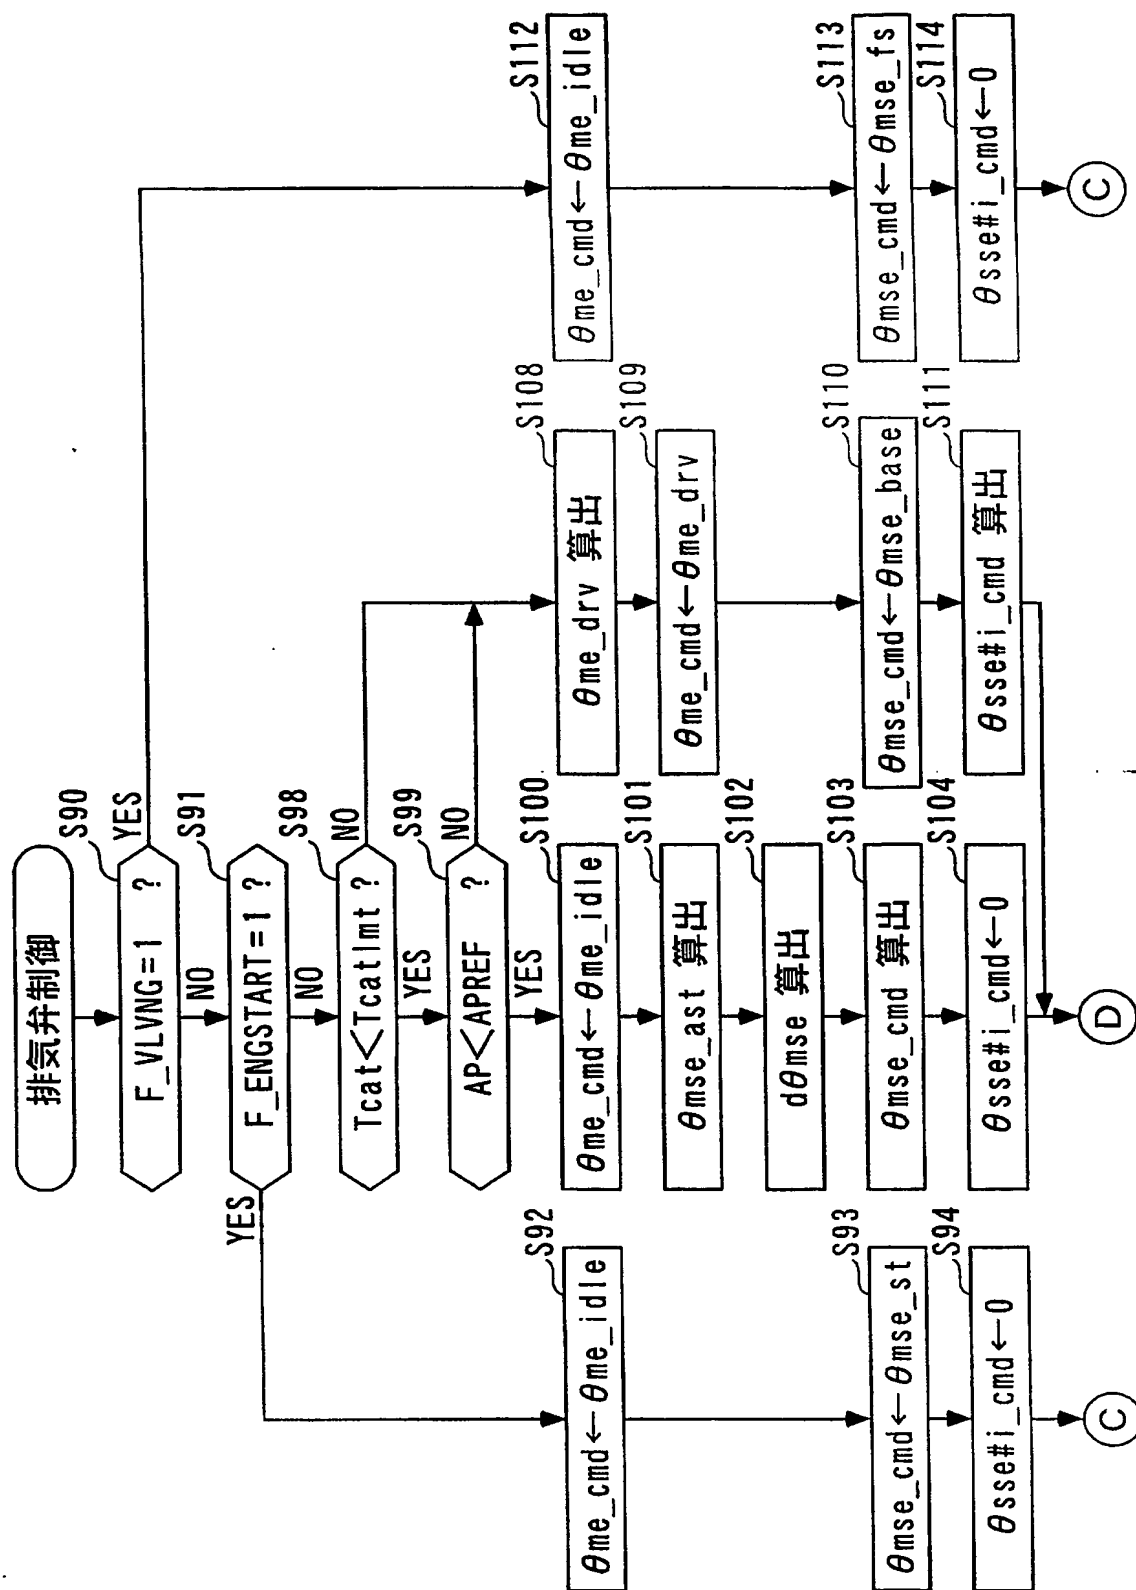 排気弁制御
S90
F_VLVNG=1 ?
YES
NO
S91
F_ENGSTART=1 ?
YES
NO
S98
Tcat<Tcatlmt ?
NO
YES
S99
AP<APREF ?
NO
YES
S92
θme_cmd←θme_idle
S93
θmse_cmd←θmse_st
S94
θsse#i_cmd←0
C
S100
θme_cmd←θme_idle
S101
θmse_ast 算出
S102
dθmse 算出
S103
θmse_cmd 算出
S104
θsse#i_cmd←0
D
S108
θme_drv 算出
S109
θme_cmd←θme_drv
S110
θmse_cmd←θmse_base
S111
θsse#i_cmd 算出
S112
θme_cmd←θme_idle
S113
θmse_cmd←θmse_fs
S114
θsse#i_cmd←0
C